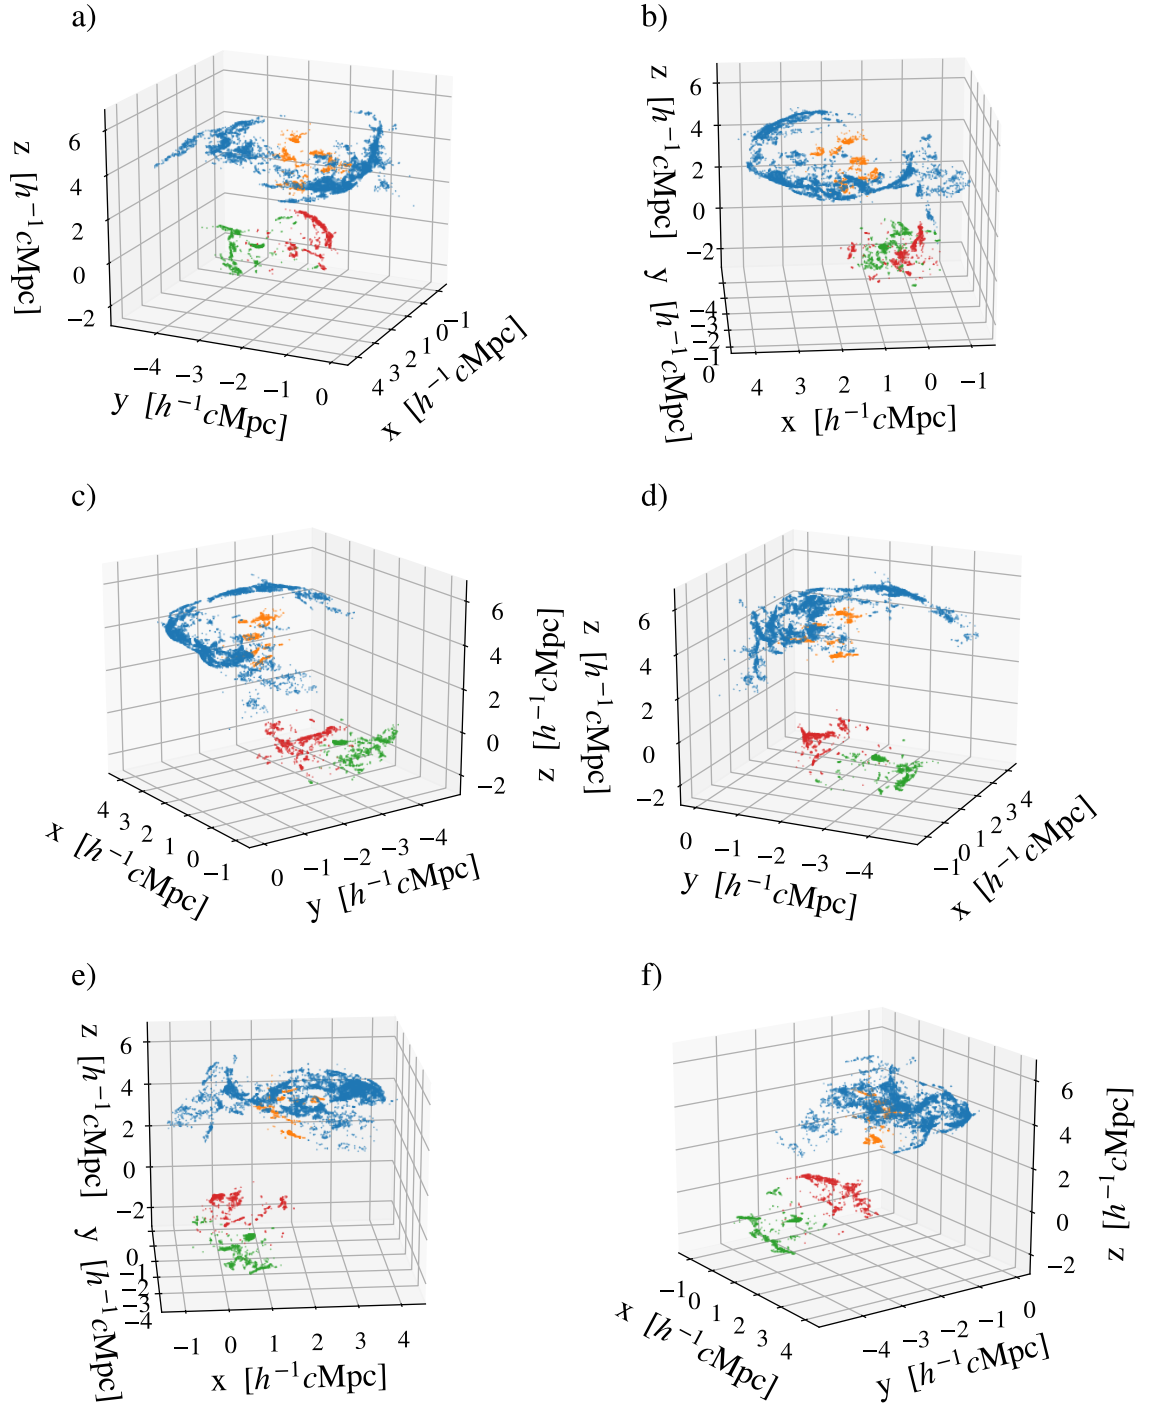 a)
6
4
2
0
−2
z [h⁻¹cMpc]
−4 −3 −2 −1 0
y [h⁻¹cMpc]
4 3 2 1 0 −1
x [h⁻¹cMpc]
b)
6
4
2
0
−2
z [h⁻¹cMpc]
−4
−3
−2
−1
0
y [h⁻¹cMpc]
4 3 2 1 0 −1
x [h⁻¹cMpc]
c)
6
4
2
0
−2
z [h⁻¹cMpc]
4 3 2 1 0 −1
x [h⁻¹cMpc]
0 −1 −2 −3 −4
y [h⁻¹cMpc]
d)
6
4
2
0
−2
z [h⁻¹cMpc]
0 −1 −2 −3 −4
y [h⁻¹cMpc]
−1 0 1 2 3 4
x [h⁻¹cMpc]
e)
6
4
2
0
−2
z [h⁻¹cMpc]
0
−1
−2
−3
−4
y [h⁻¹cMpc]
−1 0 1 2 3 4
x [h⁻¹cMpc]
f)
6
4
2
0
−2
z [h⁻¹cMpc]
−1 0 1 2 3 4
x [h⁻¹cMpc]
−4 −3 −2 −1 0
y [h⁻¹cMpc]